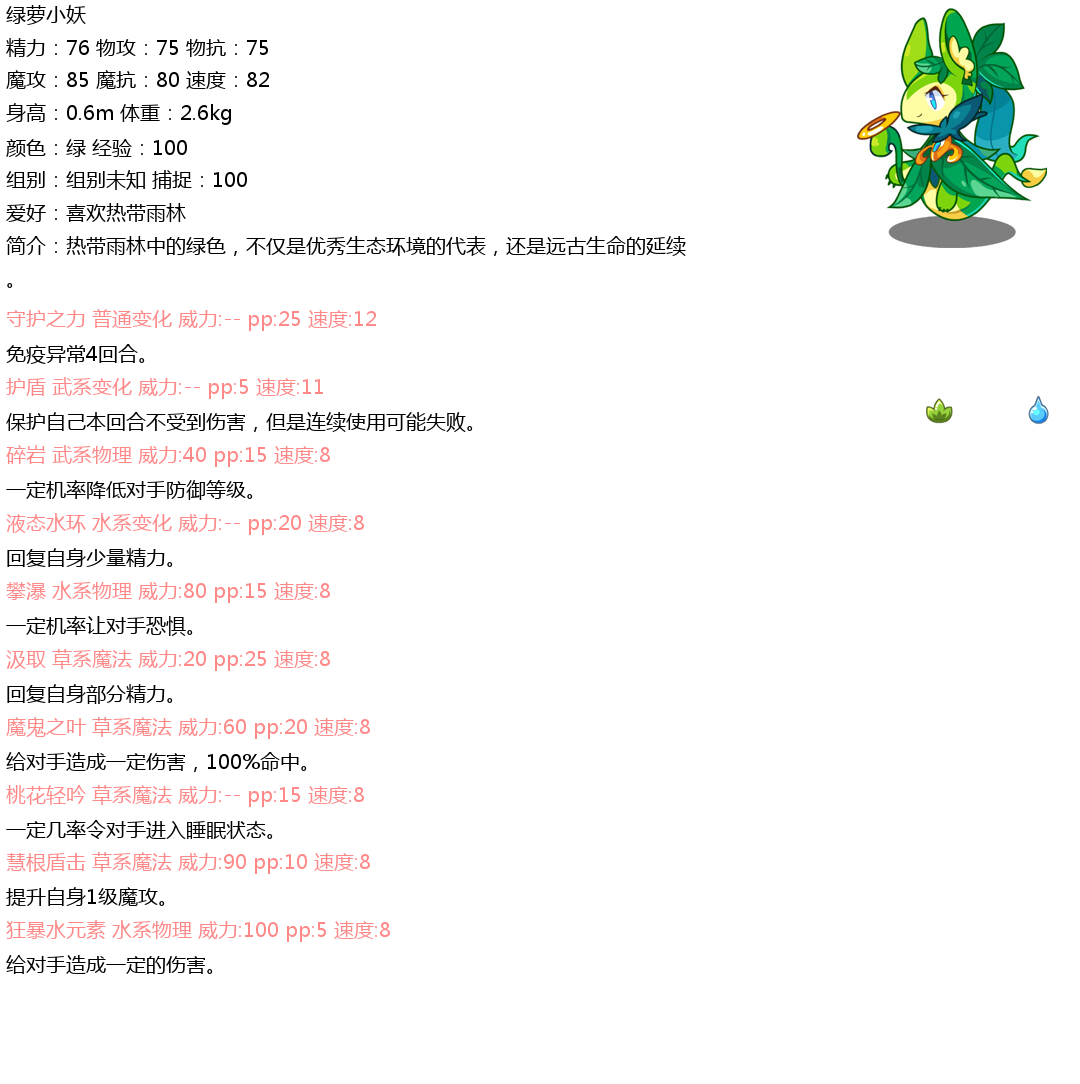 绿萝小妖
精力：76 物攻：75 物抗：75
魔攻：85 魔抗：80 速度：82
身高：0.6m 体重：2.6kg
颜色：绿 经验：100
组别：组别未知 捕捉：100
爱好：喜欢热带雨林
简介：热带雨林中的绿色，不仅是优秀生态环境的代表，还是远古生命的延续
。
守护之力 普通变化 威力:-- pp:25 速度:12
免疫异常4回合。
护盾 武系变化 威力:-- pp:5 速度:11
保护自己本回合不受到伤害，但是连续使用可能失败。
碎岩 武系物理 威力:40 pp:15 速度:8
一定机率降低对手防御等级。
液态水环 水系变化 威力:-- pp:20 速度:8
回复自身少量精力。
攀瀑 水系物理 威力:80 pp:15 速度:8
一定机率让对手恐惧。
汲取 草系魔法 威力:20 pp:25 速度:8
回复自身部分精力。
魔鬼之叶 草系魔法 威力:60 pp:20 速度:8
给对手造成一定伤害，100%命中。
桃花轻吟 草系魔法 威力:-- pp:15 速度:8
一定几率令对手进入睡眠状态。
慧根盾击 草系魔法 威力:90 pp:10 速度:8
提升自身1级魔攻。
狂暴水元素 水系物理 威力:100 pp:5 速度:8
给对手造成一定的伤害。